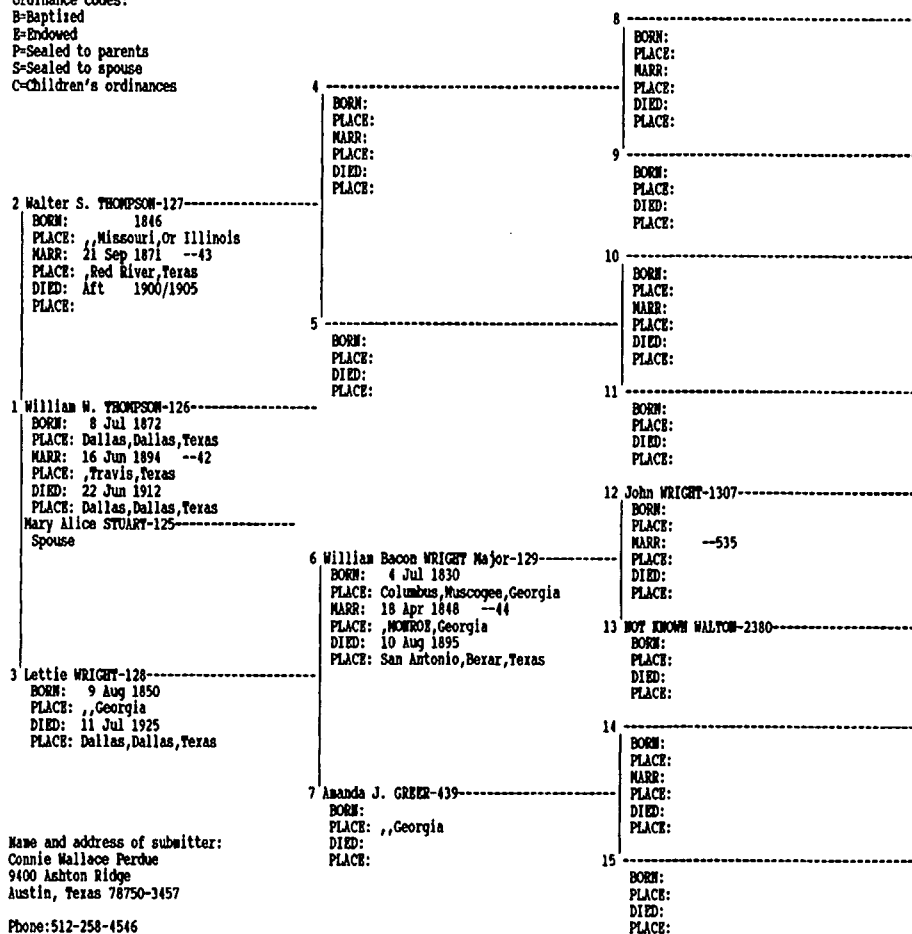 Ordinance Codes:
B=Baptized
E=Endowed
P=Sealed to parents
S=Sealed to spouse
C=Children's ordinances
8
BORN:
PLACE:
MARR:
PLACE:
DIED:
PLACE:
4
BORN:
PLACE:
MARR:
PLACE:
DIED:
PLACE:
9
BORN:
PLACE:
DIED:
PLACE:
2 Walter S. THOMPSON-127
BORN: 1846
PLACE: ,,Missouri,Or Illinois
MARR: 21 Sep 1871 --43
PLACE: ,Red River,Texas
DIED: Aft 1900/1905
PLACE:
10
BORN:
PLACE:
MARR:
PLACE:
DIED:
PLACE:
5
BORN:
PLACE:
DIED:
PLACE:
11
BORN:
PLACE:
DIED:
PLACE:
1 William W. THOMPSON-126
BORN: 8 Jul 1872
PLACE: Dallas,Dallas,Texas
MARR: 16 Jun 1894 --42
PLACE: ,Travis,Texas
DIED: 22 Jun 1912
PLACE: Dallas,Dallas,Texas
Mary Alice STUART-125
Spouse
12 John WRIGHT-1307
BORN:
PLACE:
MARR: --535
PLACE:
DIED:
PLACE:
6 William Bacon WRIGHT Major-129
BORN: 4 Jul 1830
PLACE: Columbus,Muscogee,Georgia
MARR: 18 Apr 1848 --44
PLACE: ,MONROE,Georgia
DIED: 10 Aug 1895
PLACE: San Antonio,Bexar,Texas
13 NOT KNOWN WALTON-2380
BORN:
PLACE:
DIED:
PLACE:
3 Lettie WRIGHT-128
BORN: 9 Aug 1850
PLACE: ,,Georgia
DIED: 11 Jul 1925
PLACE: Dallas,Dallas,Texas
14
BORN:
PLACE:
MARR:
PLACE:
DIED:
PLACE:
7 Amanda J. GREER-439
BORN:
PLACE: ,,Georgia
DIED:
PLACE:
15
BORN:
PLACE:
DIED:
PLACE:
Name and address of submitter:
Connie Wallace Perdue
9400 Ashton Ridge
Austin, Texas 78750-3457
Phone:512-258-4546